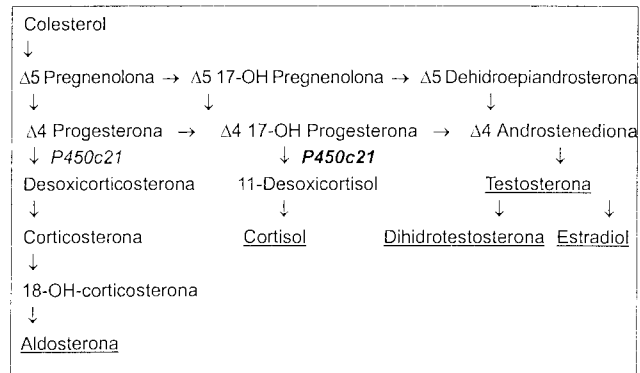 Colesterol
↓
Δ5 Pregnenolona → Δ5 17-OH Pregnenolona → Δ5 Dehidroepiandrosterona
↓ ↓ ↓
Δ4 Progesterona → Δ4 17-OH Progesterona → Δ4 Androstenediona
↓ P450c21 ↓ P450c21 ↓
Desoxicorticosterona 11-Desoxicortisol Testosterona
↓ ↓ ↓ ↓
Corticosterona Cortisol Dihidrotestosterona Estradiol
↓
18-OH-corticosterona
↓
Aldosterona